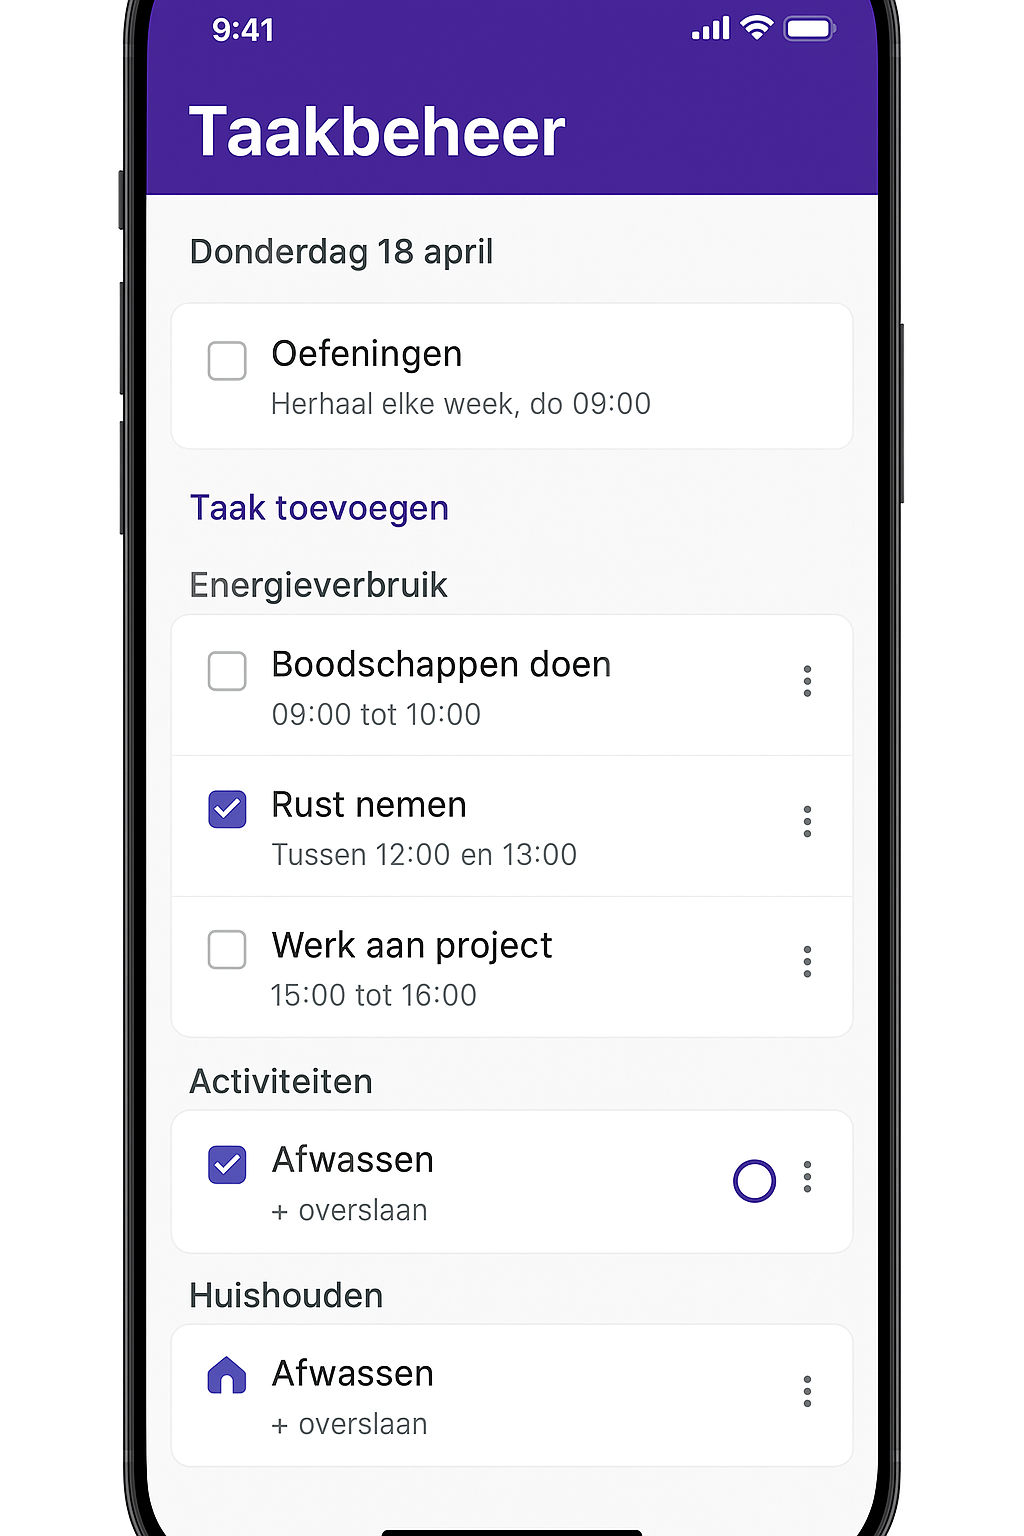 9:41
Taakbeheer
Donderdag 18 april
Oefeningen
Herhaal elke week, do 09:00
Taak toevoegen
Energieverbruik
Boodschappen doen
09:00 tot 10:00
Rust nemen
Tussen 12:00 en 13:00
Werk aan project
15:00 tot 16:00
Activiteiten
Afwassen
+ overslaan
Huishouden
Afwassen
+ overslaan